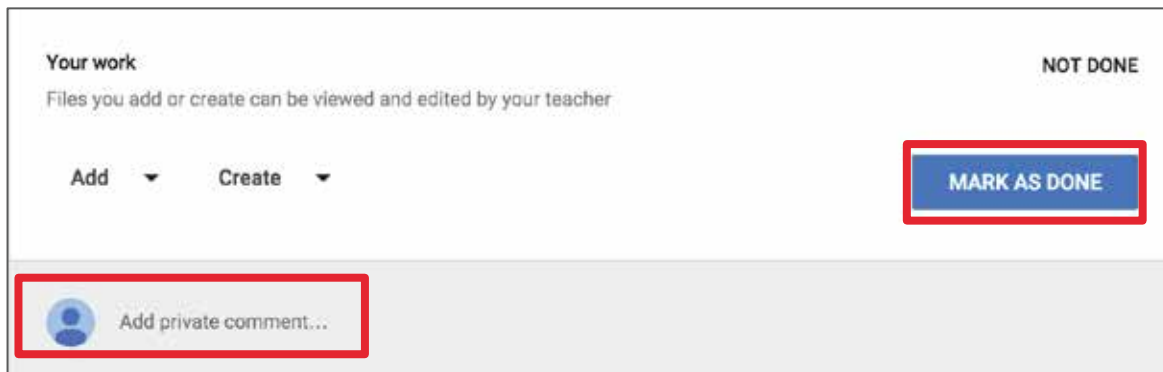 Your work
NOT DONE
Files you add or create can be viewed and edited by your teacher
Add Create
MARK AS DONE
Add private comment...